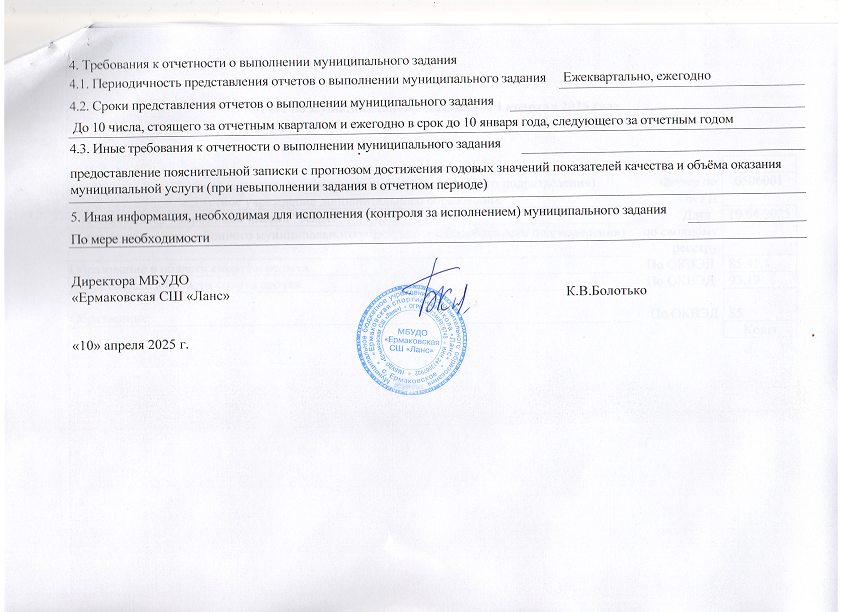 4. Требования к отчетности о выполнении муниципального задания
4.1. Периодичность представления отчетов о выполнении муниципального задания Ежеквартально, ежегодно
4.2. Сроки представления отчетов о выполнении муниципального задания
До 10 числа, стоящего за отчетным кварталом и ежегодно в срок до 10 января года, следующего за отчетным годом
4.3. Иные требования к отчетности о выполнении муниципального задания
предоставление пояснительной записки с прогнозом достижения годовых значений показателей качества и объёма оказания
муниципальной услуги (при невыполнении задания в отчетном периоде)
5. Иная информация, необходимая для исполнения (контроля за исполнением) муниципального задания
По мере необходимости
Директора МБУДО
«Ермаковская СШ «Ланс»
К.В.Болотько
МБУДО
«Ермаковская
СШ «Ланс»
«10» апреля 2025 г.